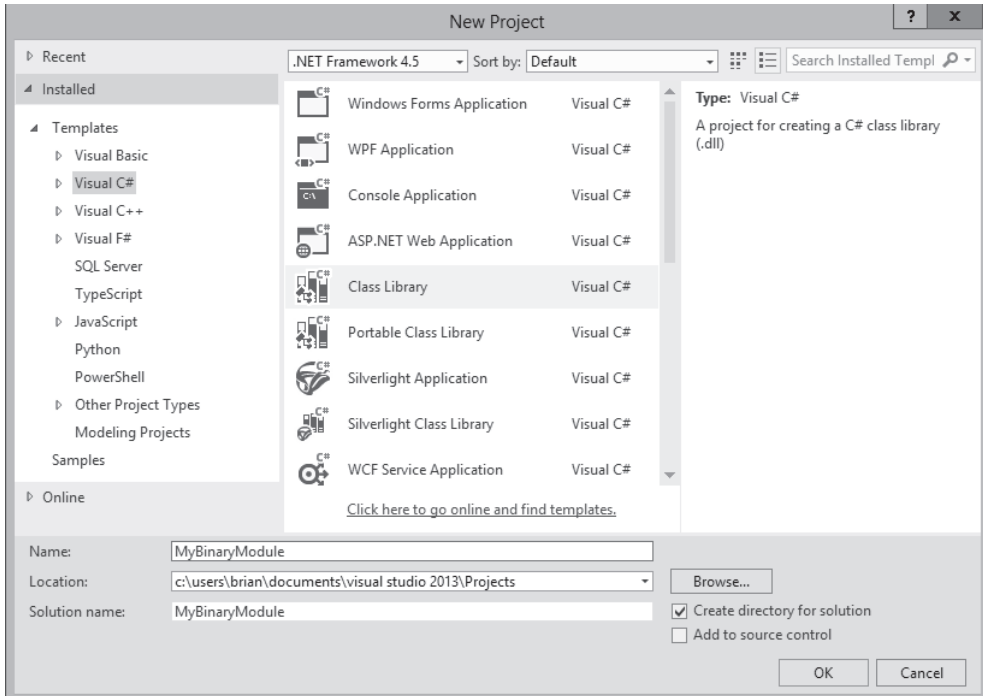 New Project
? x
Recent
Installed
Templates
Visual Basic
Visual C#
Visual C++
Visual F#
SQL Server
TypeScript
JavaScript
Python
PowerShell
Other Project Types
Modeling Projects
Samples
Online
.NET Framework 4.5 Sort by: Default Search Installed Templ
C# Windows Forms Application Visual C#
C# WPF Application Visual C#
C# C:\ Console Application Visual C#
C# ASP.NET Web Application Visual C#
C# Class Library Visual C#
C# Portable Class Library Visual C#
C# Silverlight Application Visual C#
C# Silverlight Class Library Visual C#
C# WCF Service Application Visual C#
Click here to go online and find templates.
Type: Visual C#
A project for creating a C# class library
(.dll)
Name: MyBinaryModule
Location: c:\users\brian\documents\visual studio 2013\Projects Browse...
Solution name: MyBinaryModule
Create directory for solution
Add to source control
OK Cancel